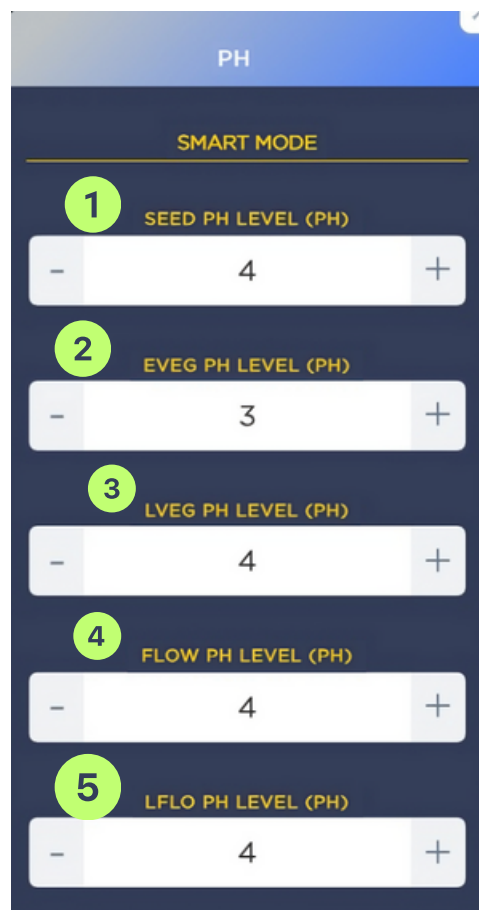 PH
SMART MODE
1
SEED PH LEVEL (PH)
- 4 +
2
EVEG PH LEVEL (PH)
- 3 +
3
LVEG PH LEVEL (PH)
- 4 +
4
FLOW PH LEVEL (PH)
- 4 +
5
LFLO PH LEVEL (PH)
- 4 +